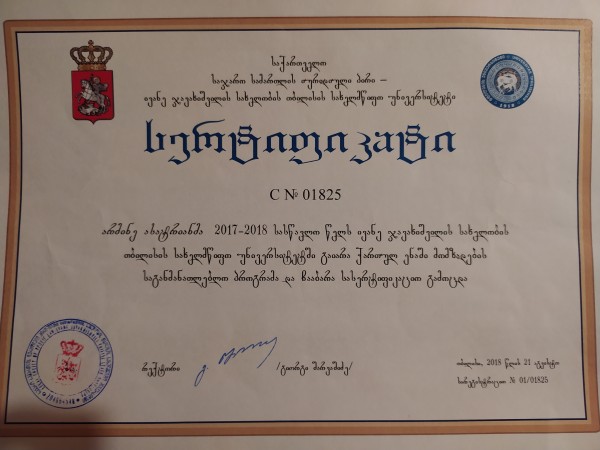 საქართველო
საჯარო სამართლის იურიდიული პირი –
ივანე ჯავახიშვილის სახელობის თბილისის სახელმწიფო უნივერსიტეტი
სერტიფიკატი
C № 01825
არმინე ასატრიანმა 2017-2018 სასწავლო წელს ივანე ჯავახიშვილის სახელობის
თბილისის სახელმწიფო უნივერსიტეტში გაიარა ქართულ ენაში მომზადების
საგანმანათლებლო პროგრამა და ჩააბარა სასერტიფიკაციო გამოცდა
რექტორი /გიორგი შარვაშიძე/
თბილისი, 2018 წლის 21 აგვისტო
სარეგისტრაციო № 01/01825